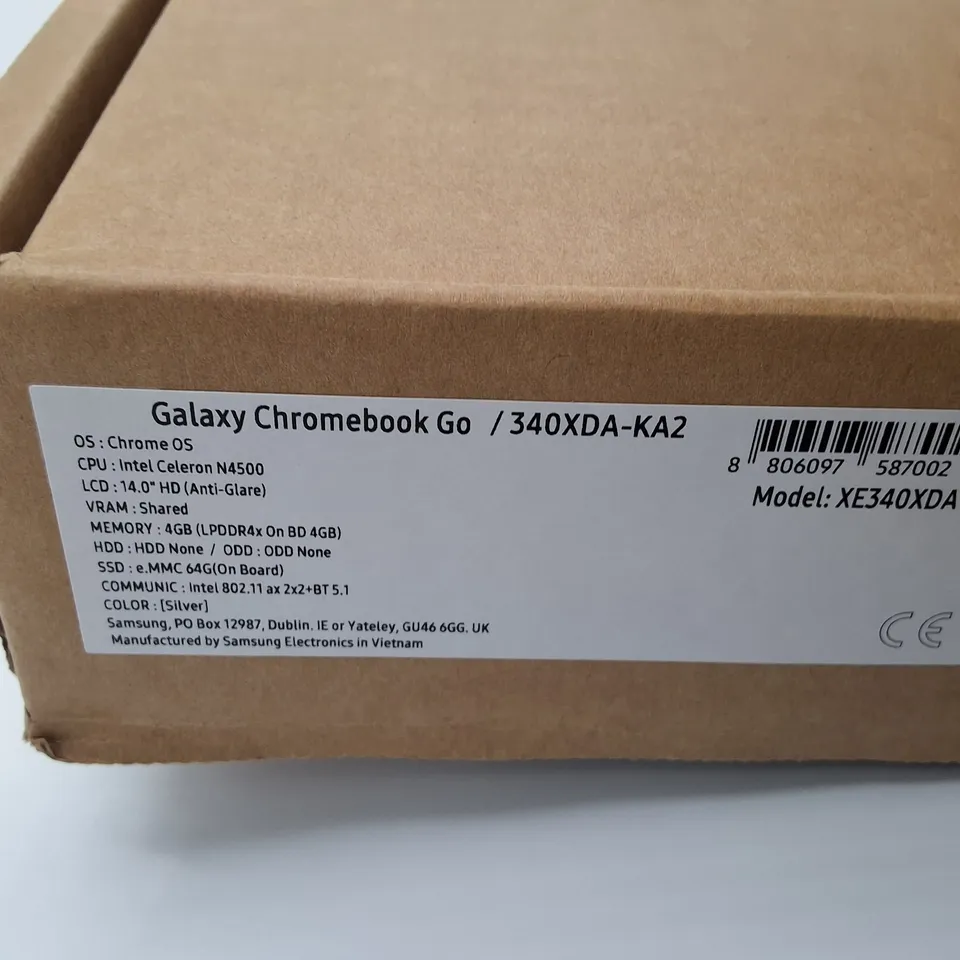 Galaxy Chromebook Go / 340XDA-KA2
OS : Chrome OS
CPU : Intel Celeron N4500
LCD : 14.0" HD (Anti-Glare)
VRAM : Shared
MEMORY : 4GB (LPDDR4x On BD 4GB)
HDD : HDD None / ODD : ODD None
SSD : e.MMC 64G(On Board)
COMMUNIC : Intel 802.11 ax 2x2+BT 5.1
COLOR : [Silver]
Samsung, PO Box 12987, Dublin. IE or Yateley, GU46 6GG. UK
Manufactured by Samsung Electronics in Vietnam
8 806097 587002
Model: XE340XDA
CE